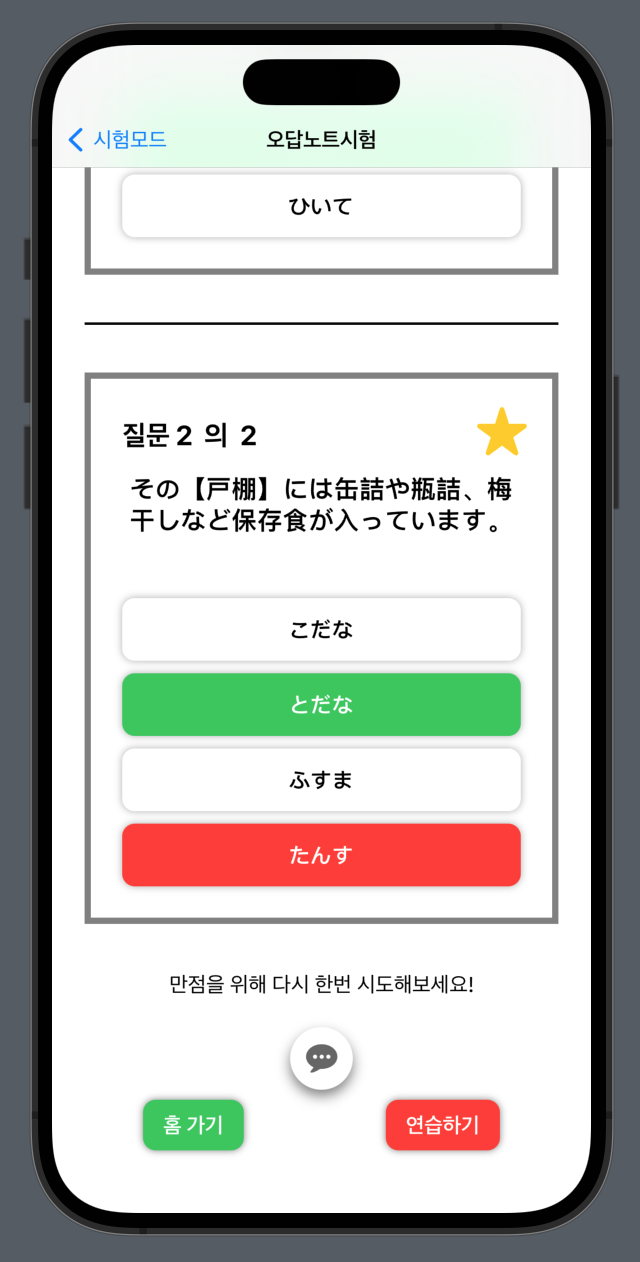 시험모드
오답노트시험
ひいて
질문 2 의 2
その【戸棚】には缶詰や瓶詰、梅
干しなど保存食が入っています。
こだな
とだな
ふすま
たんす
만점을 위해 다시 한번 시도해보세요!
홈 가기
연습하기